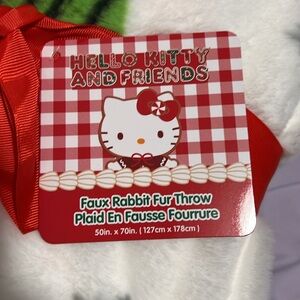 HELLO KITTY
AND FRIENDS
Faux Rabbit Fur Throw
Plaid En Fausse Fourrure
50in. x 70in. ( 127cm x 178cm )